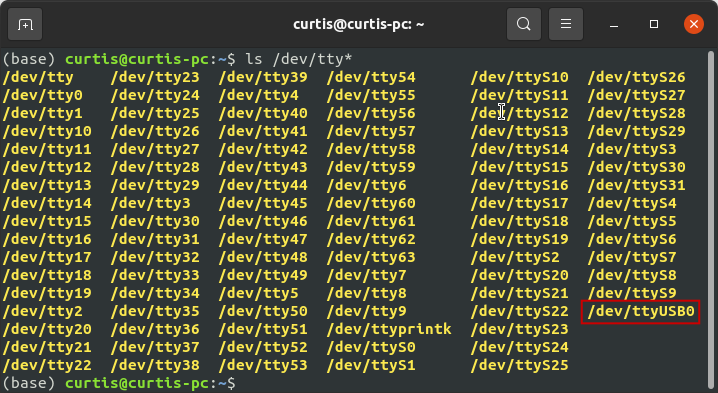 curtis@curtis-pc: ~
(base) curtis@curtis-pc:~$ ls /dev/tty*
/dev/tty /dev/tty23 /dev/tty39 /dev/tty54 /dev/ttyS10 /dev/ttyS26
/dev/tty0 /dev/tty24 /dev/tty4 /dev/tty55 /dev/ttyS11 /dev/ttyS27
/dev/tty1 /dev/tty25 /dev/tty40 /dev/tty56 /dev/ttyS12 /dev/ttyS28
/dev/tty10 /dev/tty26 /dev/tty41 /dev/tty57 /dev/ttyS13 /dev/ttyS29
/dev/tty11 /dev/tty27 /dev/tty42 /dev/tty58 /dev/ttyS14 /dev/ttyS3
/dev/tty12 /dev/tty28 /dev/tty43 /dev/tty59 /dev/ttyS15 /dev/ttyS30
/dev/tty13 /dev/tty29 /dev/tty44 /dev/tty6 /dev/ttyS16 /dev/ttyS31
/dev/tty14 /dev/tty3 /dev/tty45 /dev/tty60 /dev/ttyS17 /dev/ttyS4
/dev/tty15 /dev/tty30 /dev/tty46 /dev/tty61 /dev/ttyS18 /dev/ttyS5
/dev/tty16 /dev/tty31 /dev/tty47 /dev/tty62 /dev/ttyS19 /dev/ttyS6
/dev/tty17 /dev/tty32 /dev/tty48 /dev/tty63 /dev/ttyS2 /dev/ttyS7
/dev/tty18 /dev/tty33 /dev/tty49 /dev/tty7 /dev/ttyS20 /dev/ttyS8
/dev/tty19 /dev/tty34 /dev/tty5 /dev/tty8 /dev/ttyS21 /dev/ttyS9
/dev/tty2 /dev/tty35 /dev/tty50 /dev/tty9 /dev/ttyS22 /dev/ttyUSB0
/dev/tty20 /dev/tty36 /dev/tty51 /dev/ttyprintk /dev/ttyS23
/dev/tty21 /dev/tty37 /dev/tty52 /dev/ttyS0 /dev/ttyS24
/dev/tty22 /dev/tty38 /dev/tty53 /dev/ttyS1 /dev/ttyS25
(base) curtis@curtis-pc:~$